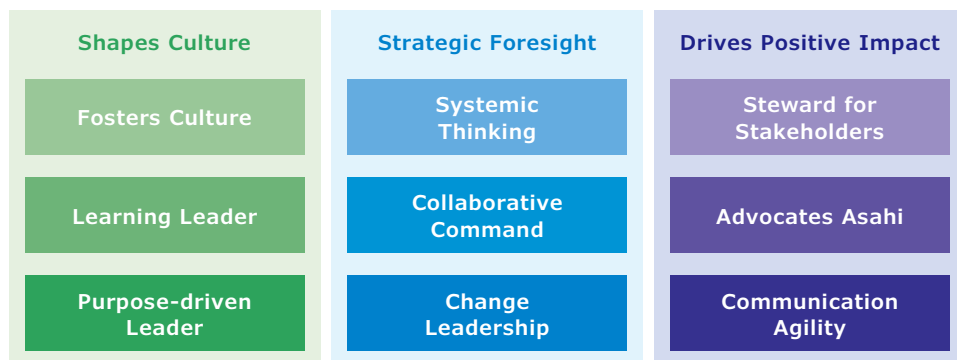 Shapes Culture
Fosters Culture
Learning Leader
Purpose-driven
Leader
Strategic Foresight
Systemic
Thinking
Collaborative
Command
Change
Leadership
Drives Positive Impact
Steward for
Stakeholders
Advocates Asahi
Communication
Agility